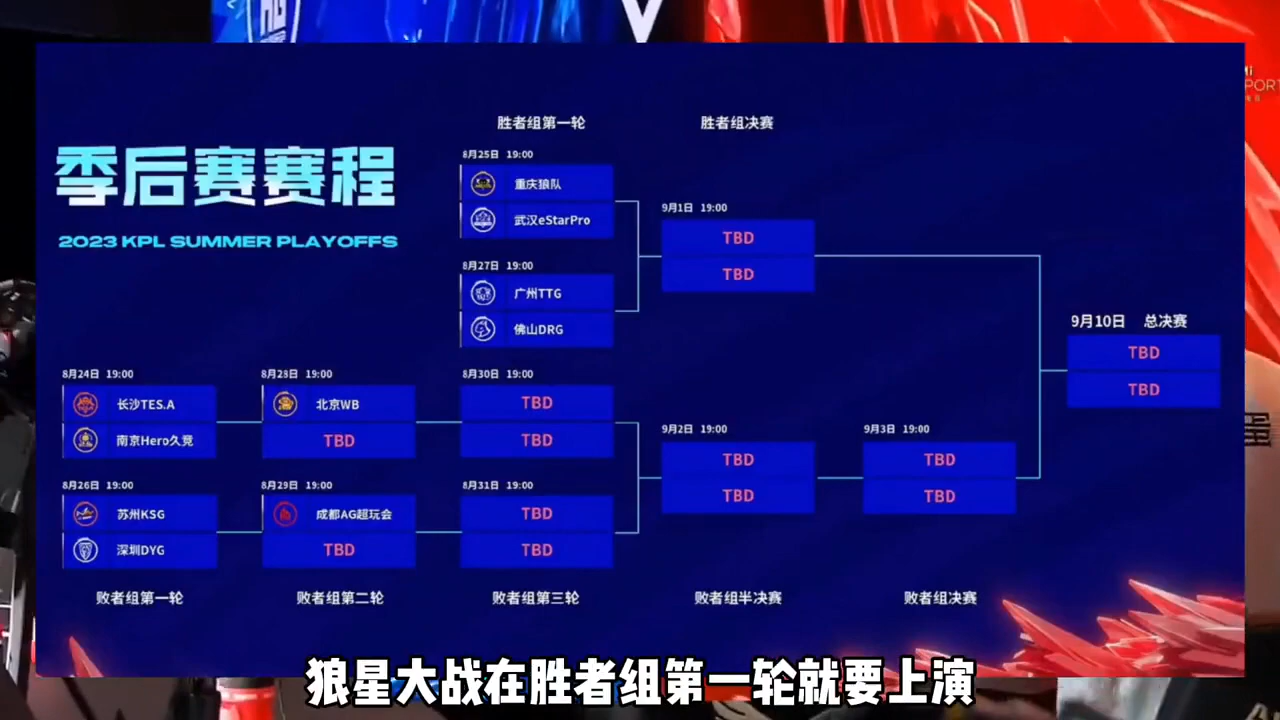 季后赛赛程
2023 KPL SUMMER PLAYOFFS
胜者组第一轮
8月25日 19:00
重庆狼队
武汉eStarPro
8月27日 19:00
广州TTG
佛山DRG
胜者组决赛
9月1日 19:00
TBD
TBD
9月10日 总决赛
TBD
TBD
8月24日 19:00
长沙TES.A
南京Hero久竞
8月26日 19:00
苏州KSG
深圳DYG
败者组第一轮
8月28日 19:00
北京WB
TBD
8月29日 19:00
成都AG超玩会
TBD
败者组第二轮
8月30日 19:00
TBD
TBD
8月31日 19:00
TBD
TBD
败者组第三轮
9月2日 19:00
TBD
TBD
败者组半决赛
9月3日 19:00
TBD
TBD
败者组决赛
狼星大战在胜者组第一轮就要上演